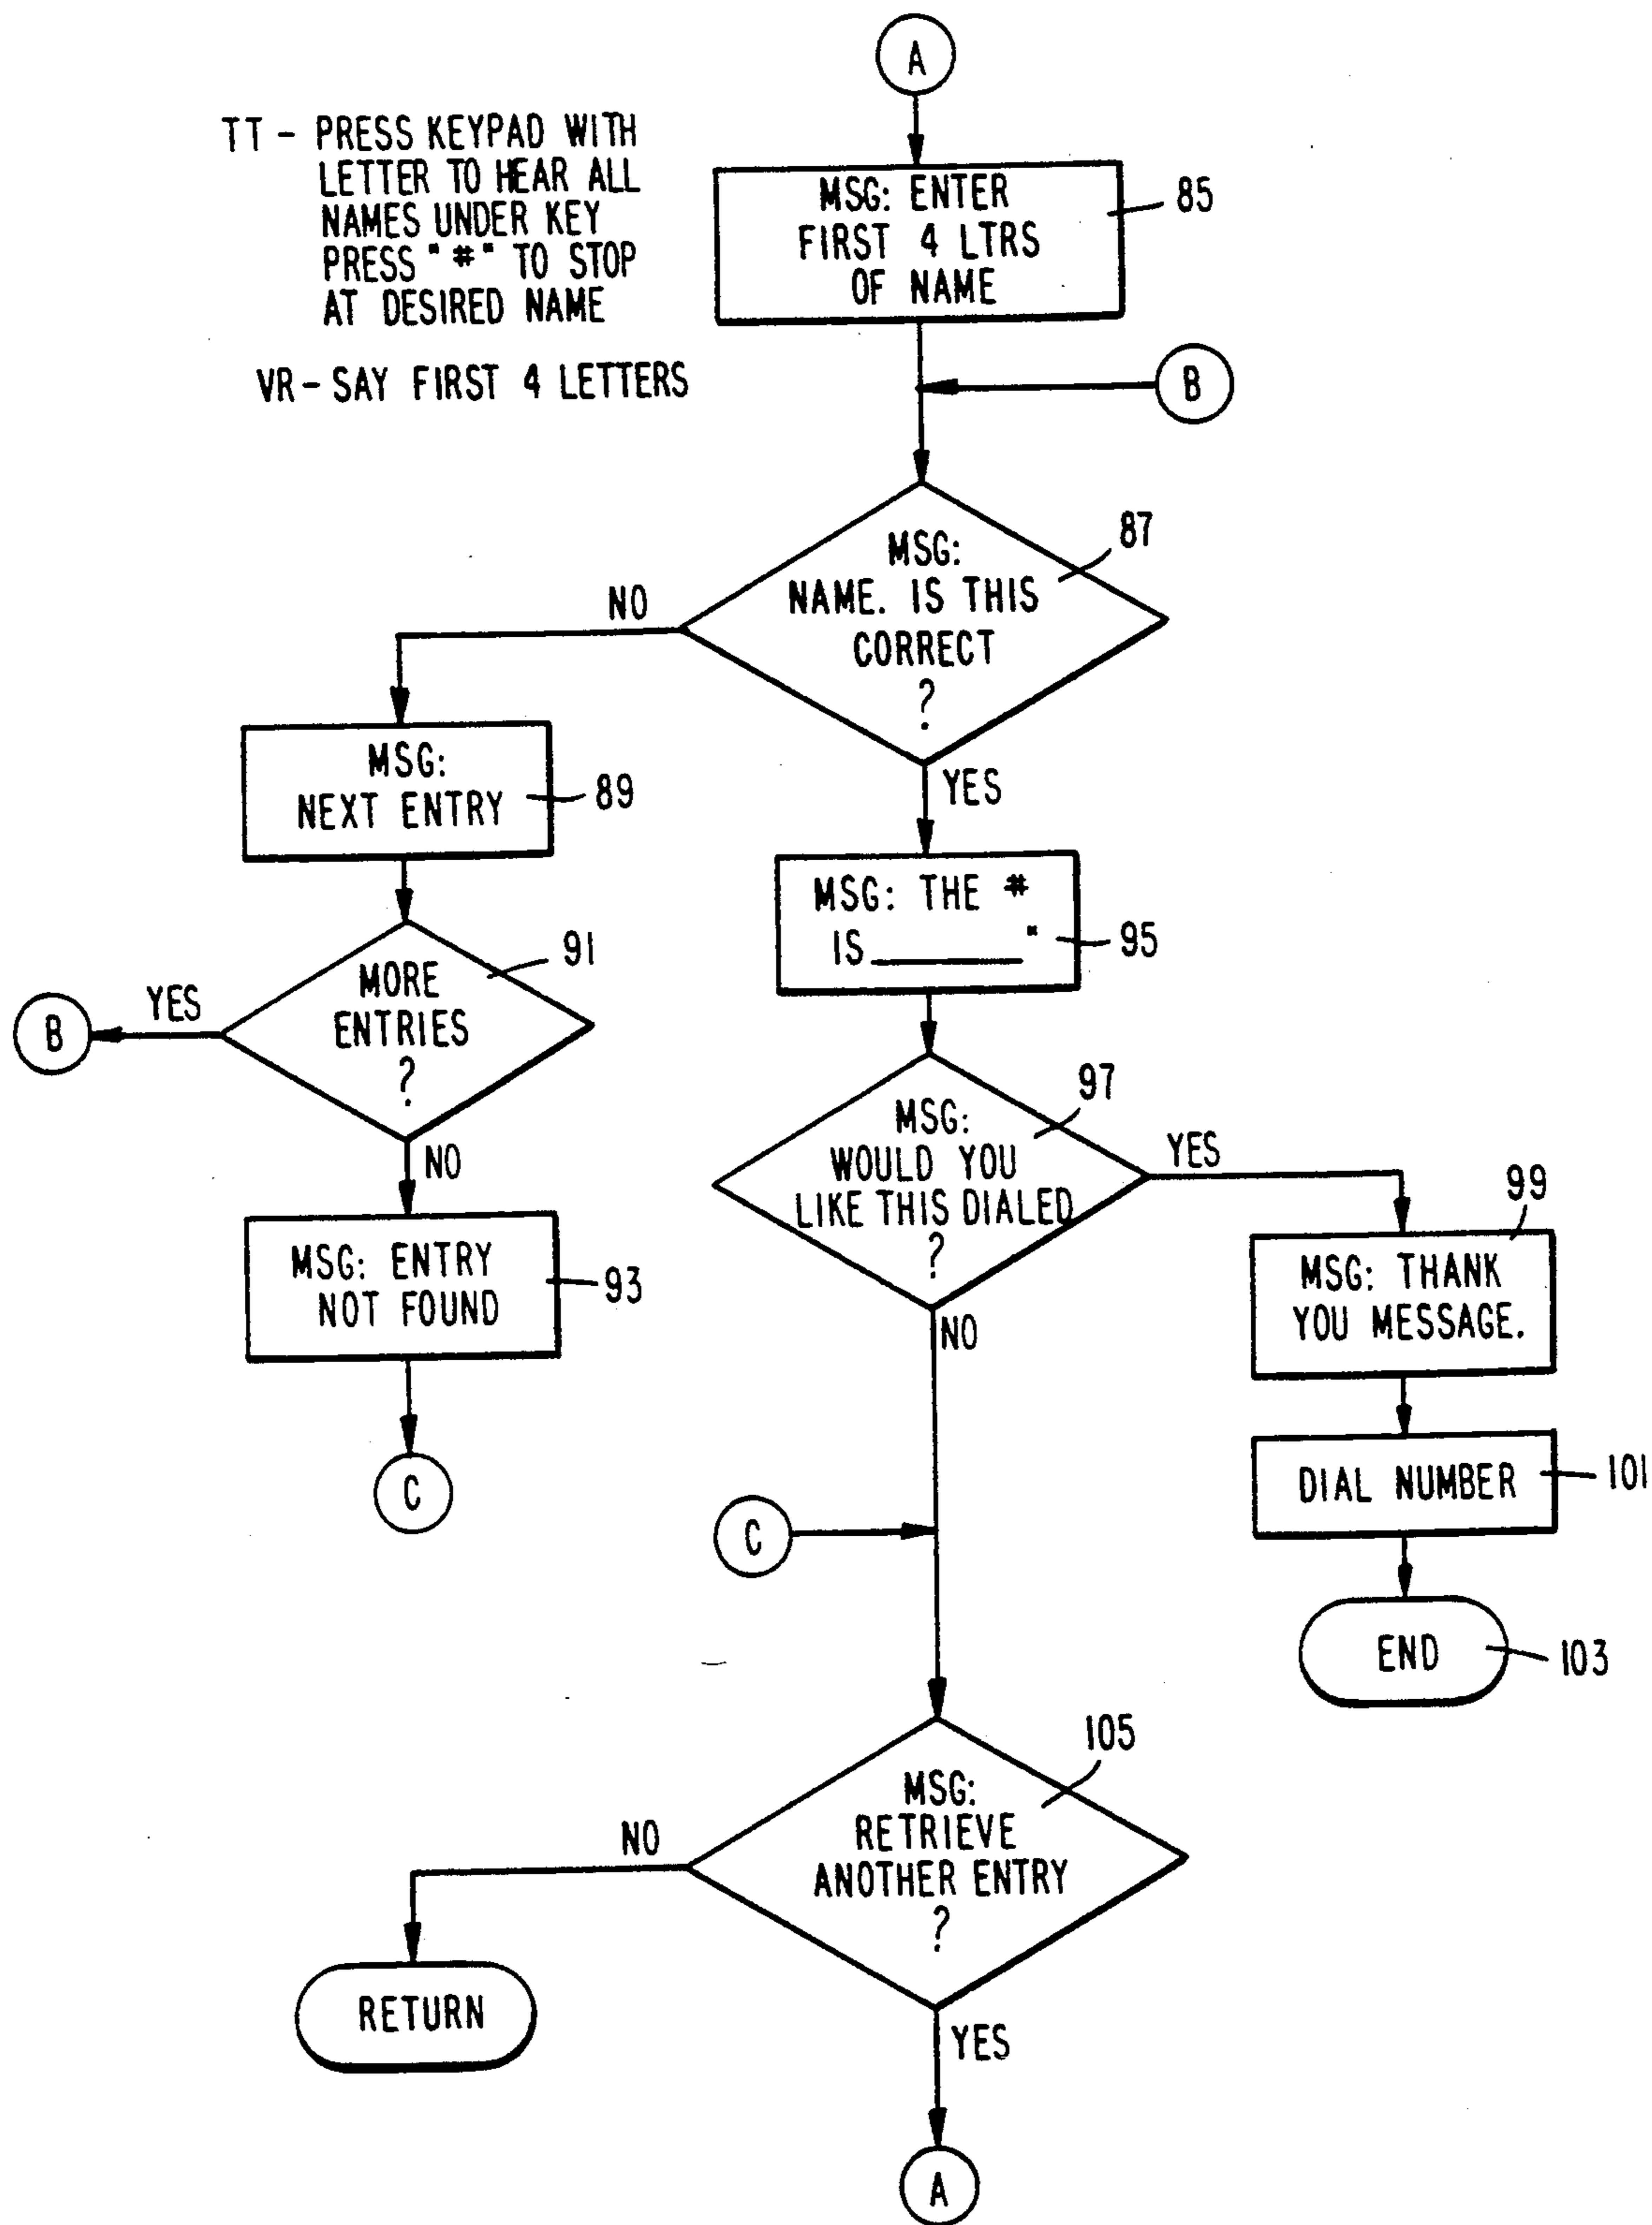 A
TT - PRESS KEYPAD WITH
LETTER TO HEAR ALL
NAMES UNDER KEY
PRESS "#" TO STOP
AT DESIRED NAME
VR - SAY FIRST 4 LETTERS
MSG: ENTER
FIRST 4 LTRS
OF NAME
85
B
MSG:
NAME. IS THIS
CORRECT
?
87
NO
YES
MSG:
NEXT ENTRY
89
MORE
ENTRIES
?
91
YES
B
NO
MSG: ENTRY
NOT FOUND
93
C
MSG: THE #
IS ________ "
95
MSG:
WOULD YOU
LIKE THIS DIALED
?
97
YES
NO
99
MSG: THANK
YOU MESSAGE.
DIAL NUMBER
101
END
103
C
105
MSG:
RETRIEVE
ANOTHER ENTRY
?
NO
RETURN
YES
A